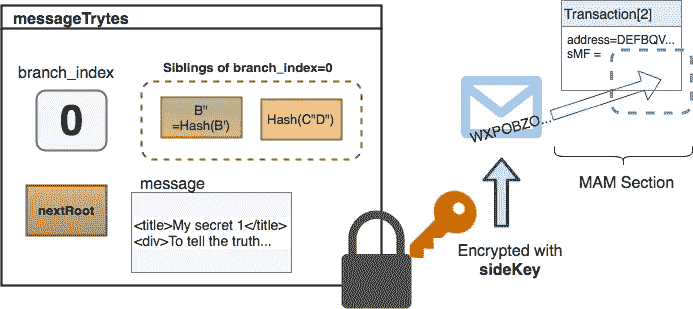 messageTrytes
branch_index
0
Siblings of branch_index=0
B"
=Hash(B')
Hash(C"D")
nextRoot
message
<title>My secret 1</title>
<div>To tell the truth...
WXPOBZO...
Encrypted with
sideKey
Transaction[2]
address=DEFBQV...
sMF =
MAM Section